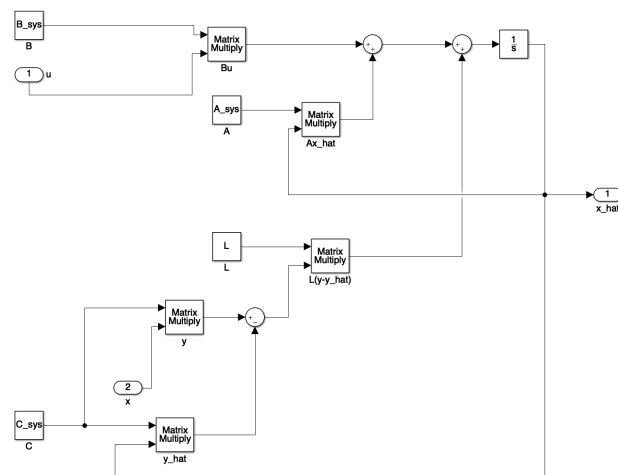 B_sys
B
1
u
Matrix
Multiply
Bu
+
+
+
+
1
s
A_sys
A
Matrix
Multiply
Ax_hat
1
x_hat
L
L
Matrix
Multiply
L(y-y_hat)
Matrix
Multiply
y
+
−
2
x
C_sys
C
Matrix
Multiply
y_hat